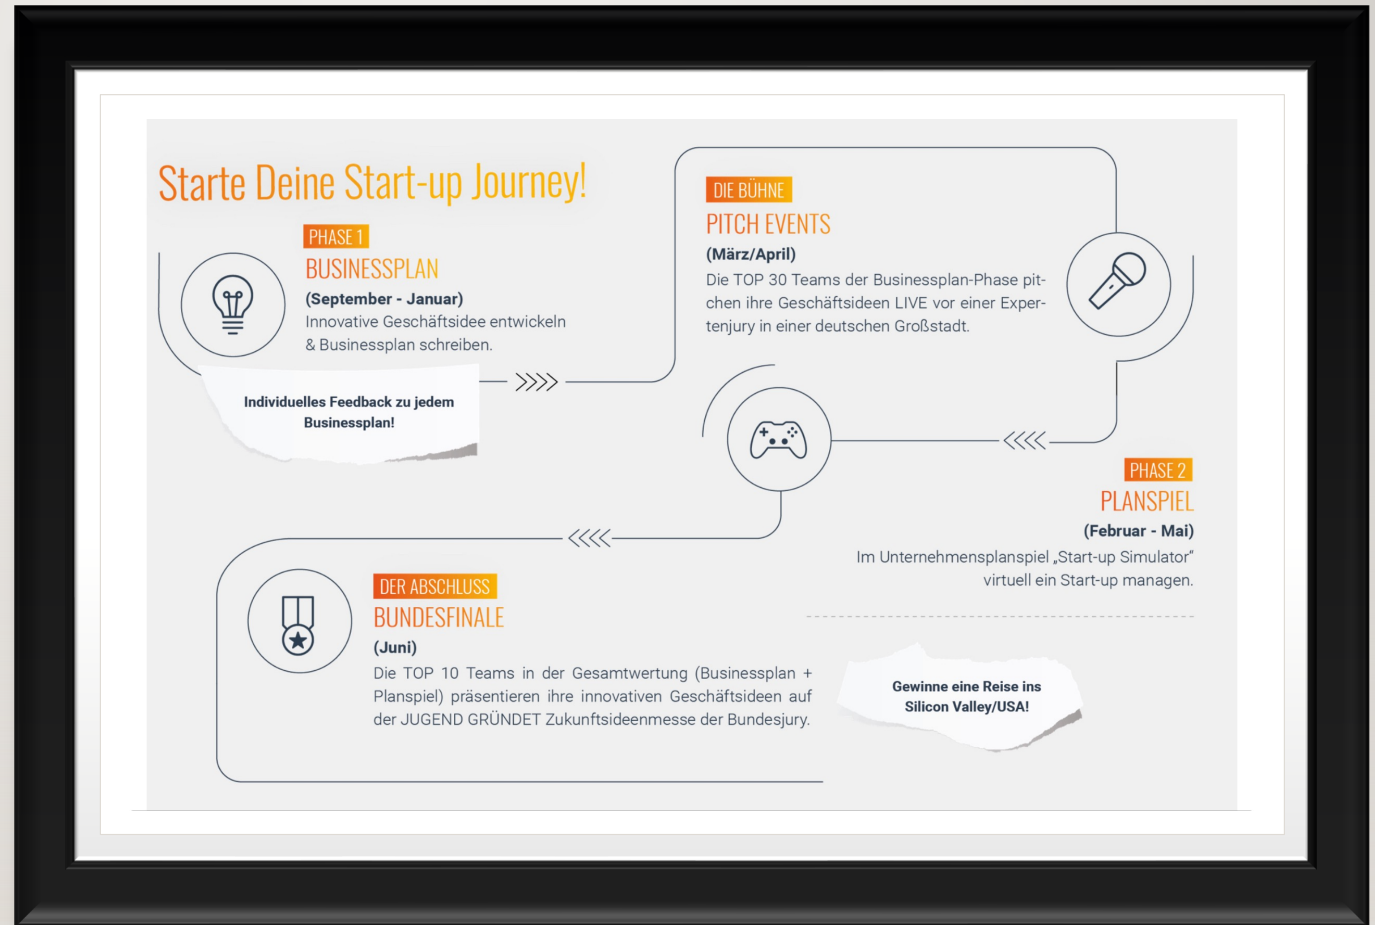 Starte Deine Start-up Journey!
PHASE 1
BUSINESSPLAN
(September - Januar)
Innovative Geschäftsidee entwickeln
& Businessplan schreiben.
Individuelles Feedback zu jedem
Businessplan!
DIE BÜHNE
PITCH EVENTS
(März/April)
Die TOP 30 Teams der Businessplan-Phase pit-
chen ihre Geschäftsideen LIVE vor einer Exper-
tenjury in einer deutschen Großstadt.
PHASE 2
PLANSPIEL
(Februar - Mai)
Im Unternehmensplanspiel „Start-up Simulator“
virtuell ein Start-up managen.
DER ABSCHLUSS
BUNDESFINALE
(Juni)
Die TOP 10 Teams in der Gesamtwertung (Businessplan +
Planspiel) präsentieren ihre innovativen Geschäftsideen auf
der JUGEND GRÜNDET Zukunftsideenmesse der Bundesjury.
Gewinne eine Reise ins
Silicon Valley/USA!